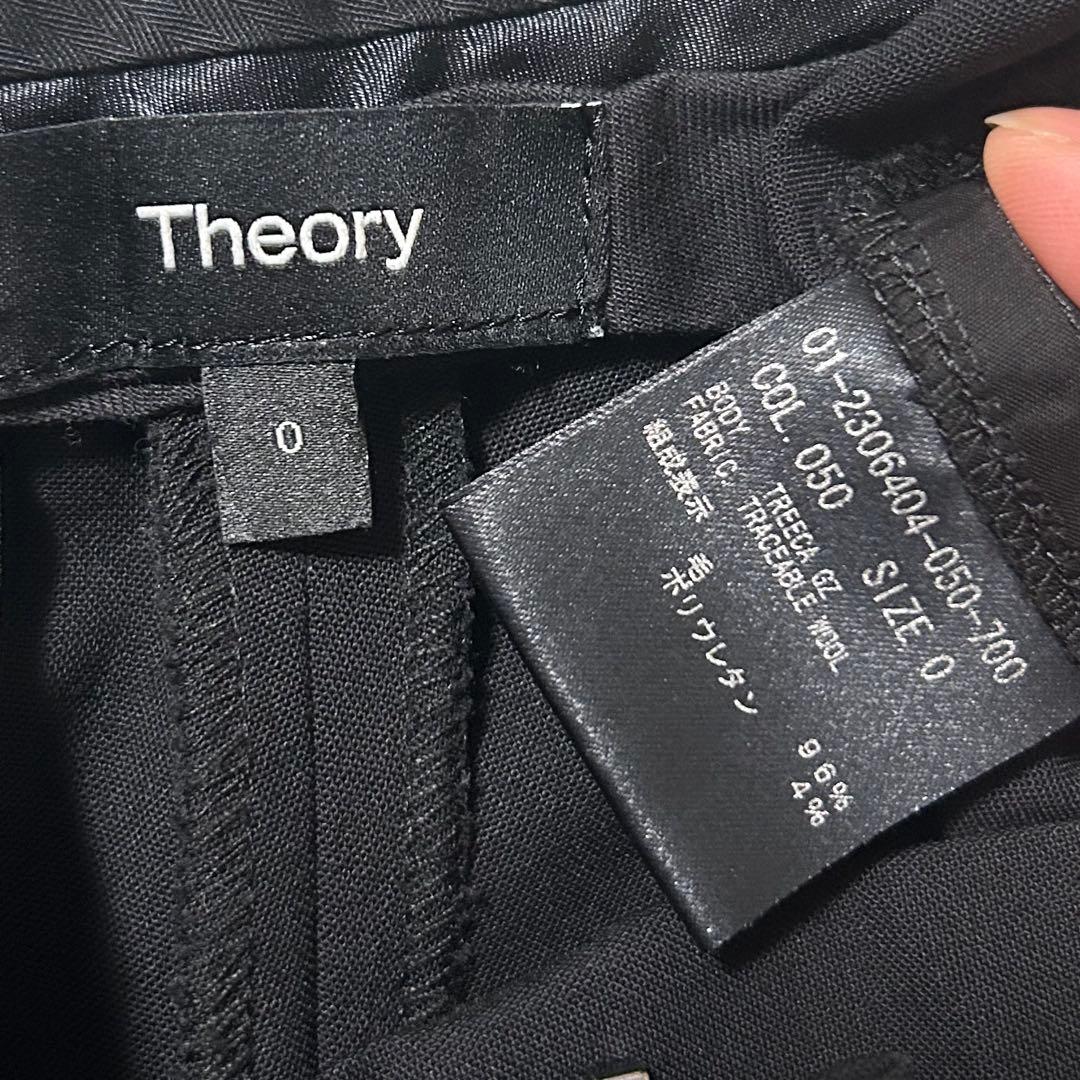 Theory
0
01-2306404-050-700
COL. 050 SIZE 0
BODY. TREECA GZ
FABRIC. TRACEABLE WOOL
組成表示 毛 96%
ポリウレタン 4%